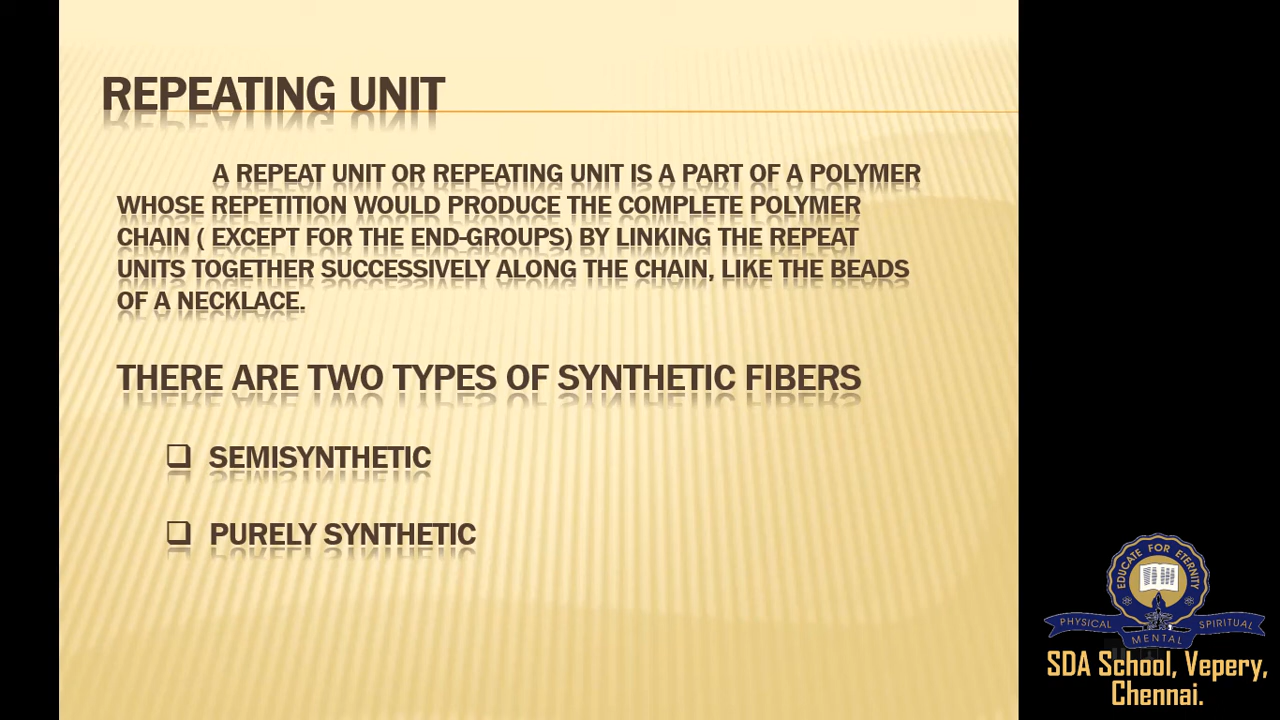 REPEATING UNIT
A REPEAT UNIT OR REPEATING UNIT IS A PART OF A POLYMER
WHOSE REPETITION WOULD PRODUCE THE COMPLETE POLYMER
CHAIN ( EXCEPT FOR THE END-GROUPS) BY LINKING THE REPEAT
UNITS TOGETHER SUCCESSIVELY ALONG THE CHAIN, LIKE THE BEADS
OF A NECKLACE.
THERE ARE TWO TYPES OF SYNTHETIC FIBERS
SEMISYNTHETIC
PURELY SYNTHETIC
EDUCATE FOR ETERNITY
PHYSICAL MENTAL SPIRITUAL
SDA School, Vepery,
Chennai.